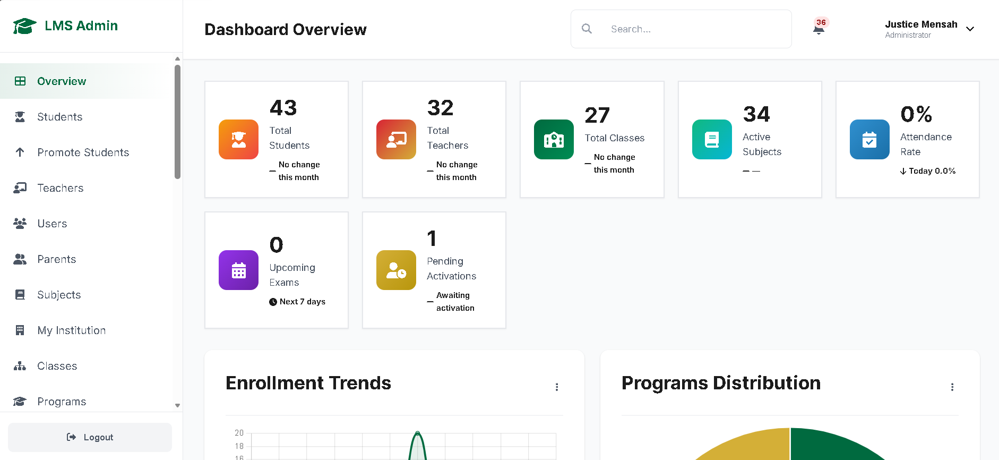 LMS Admin
Dashboard Overview
Search...
36
Justice Mensah
Administrator
Overview
Students
Promote Students
Teachers
Users
Parents
Subjects
My Institution
Classes
Programs
Logout
43
Total
Students
No change
this month
32
Total
Teachers
No change
this month
27
Total Classes
No change
this month
34
Active
Subjects
—
0%
Attendance
Rate
Today 0.0%
0
Upcoming
Exams
Next 7 days
1
Pending
Activations
Awaiting
activation
Enrollment Trends
20
18
16
Programs Distribution